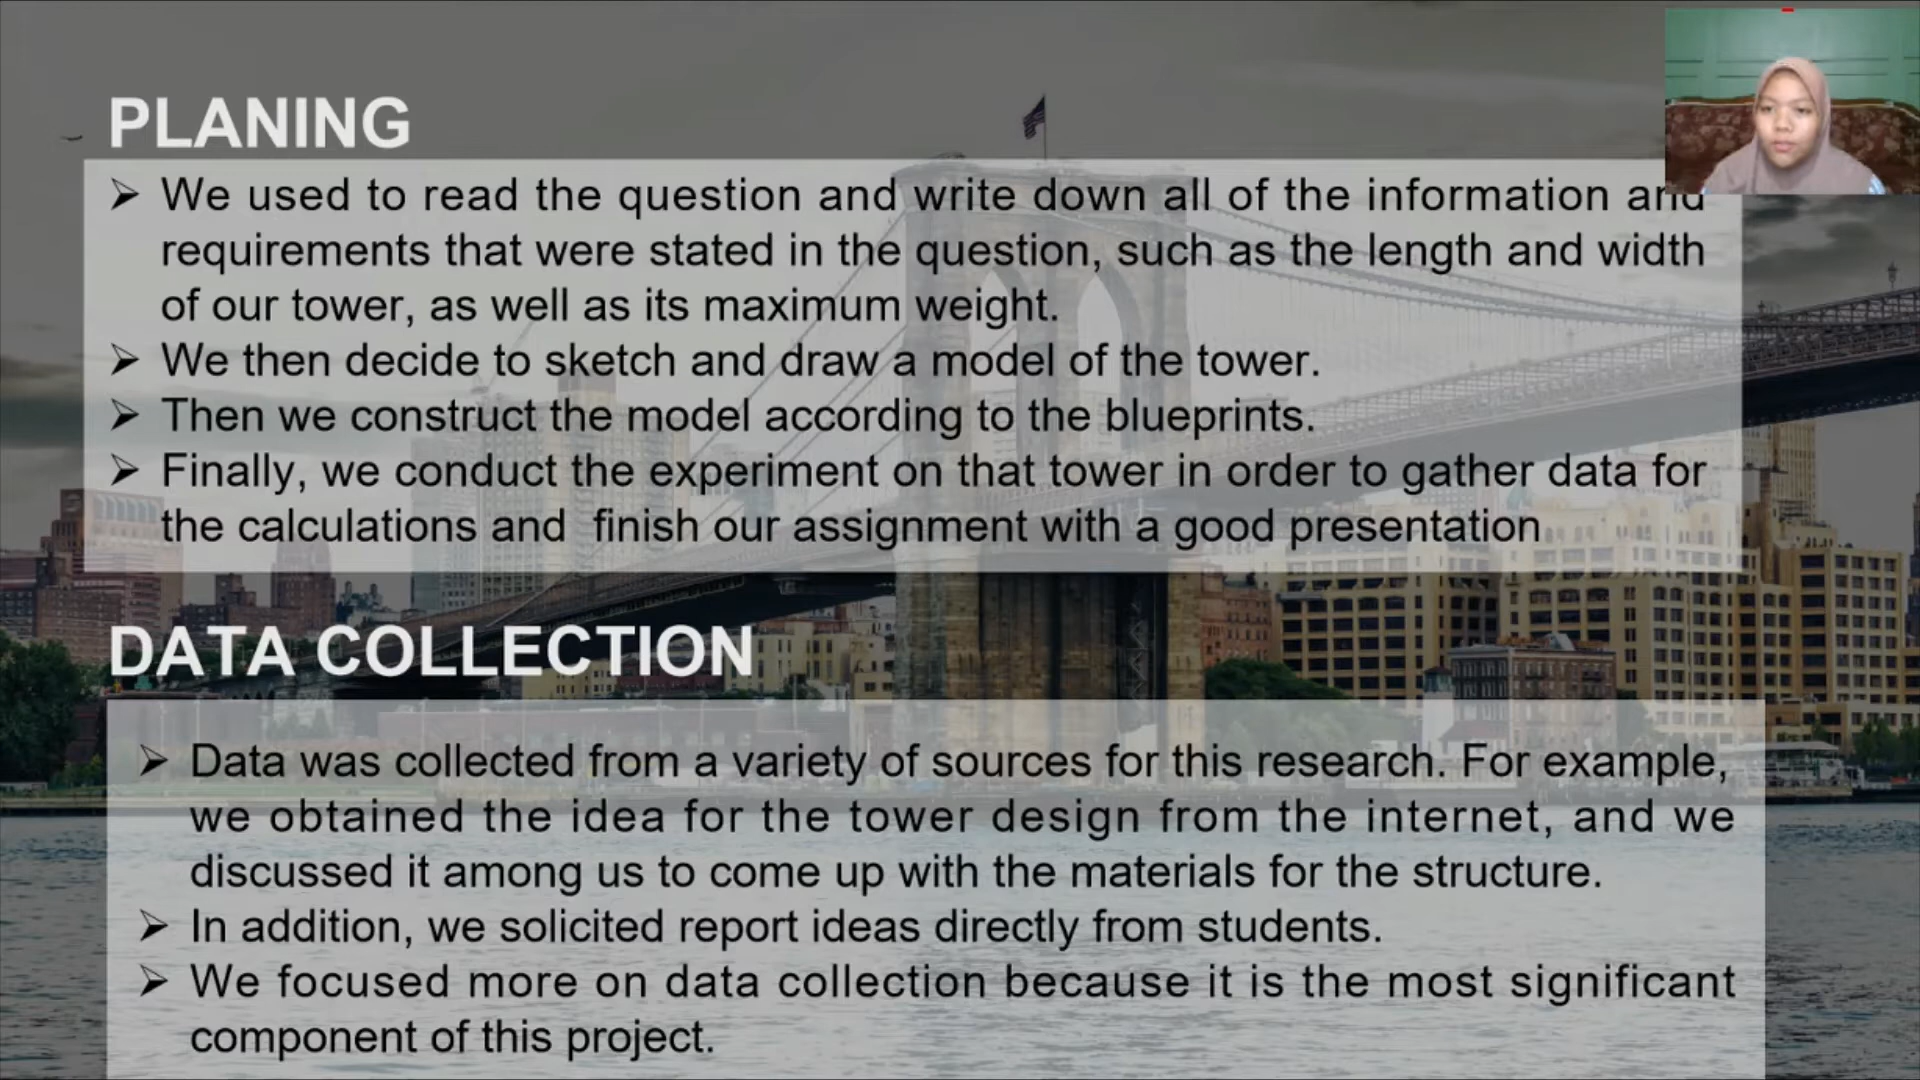 PLANING
➢ We used to read the question and write down all of the information and
requirements that were stated in the question, such as the length and width
of our tower, as well as its maximum weight.
➢ We then decide to sketch and draw a model of the tower.
➢ Then we construct the model according to the blueprints.
➢ Finally, we conduct the experiment on that tower in order to gather data for
the calculations and  finish our assignment with a good presentation
DATA COLLECTION
➢ Data was collected from a variety of sources for this research. For example,
we obtained the idea for the tower design from the internet, and we
discussed it among us to come up with the materials for the structure.
➢ In addition, we solicited report ideas directly from students.
➢ We focused more on data collection because it is the most significant
component of this project.